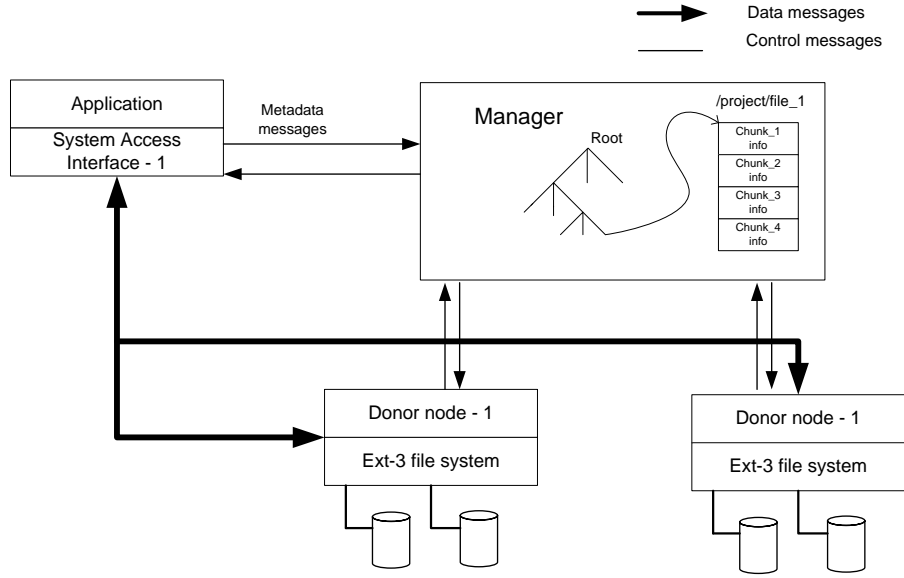 Data messages
Control messages
Application
System Access
Interface - 1
Metadata
messages
Manager
Root
/project/file_1
Chunk_1
info
Chunk_2
info
Chunk_3
info
Chunk_4
info
Donor node - 1
Ext-3 file system
Donor node - 1
Ext-3 file system